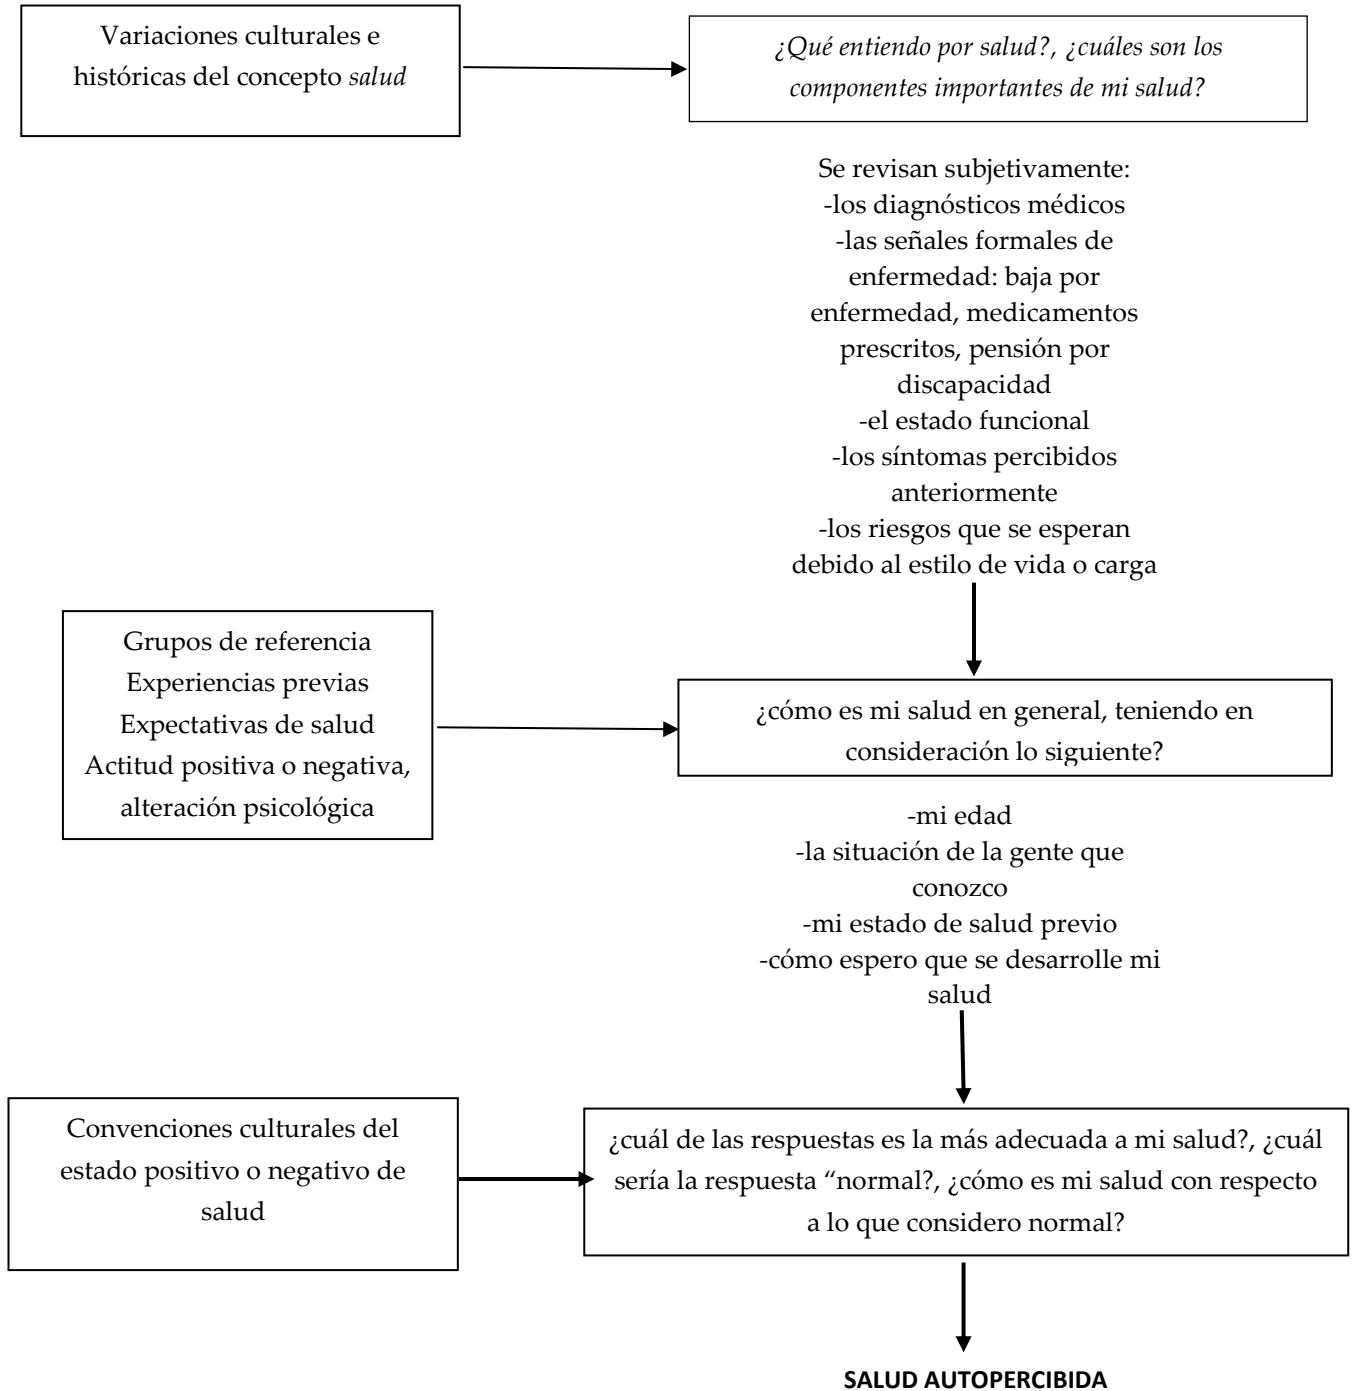 Variaciones culturales e
históricas del concepto salud
¿Qué entiendo por salud?, ¿cuáles son los
componentes importantes de mi salud?
Se revisan subjetivamente:
-los diagnósticos médicos
-las señales formales de
enfermedad: baja por
enfermedad, medicamentos
prescritos, pensión por
discapacidad
-el estado funcional
-los síntomas percibidos
anteriormente
-los riesgos que se esperan
debido al estilo de vida o carga
Grupos de referencia
Experiencias previas
Expectativas de salud
Actitud positiva o negativa,
alteración psicológica
¿cómo es mi salud en general, teniendo en
consideración lo siguiente?
-mi edad
-la situación de la gente que
conozco
-mi estado de salud previo
-cómo espero que se desarrolle mi
salud
Convenciones culturales del
estado positivo o negativo de
salud
¿cuál de las respuestas es la más adecuada a mi salud?, ¿cuál
sería la respuesta “normal?, ¿cómo es mi salud con respecto
a lo que considero normal?
SALUD AUTOPERCIBIDA